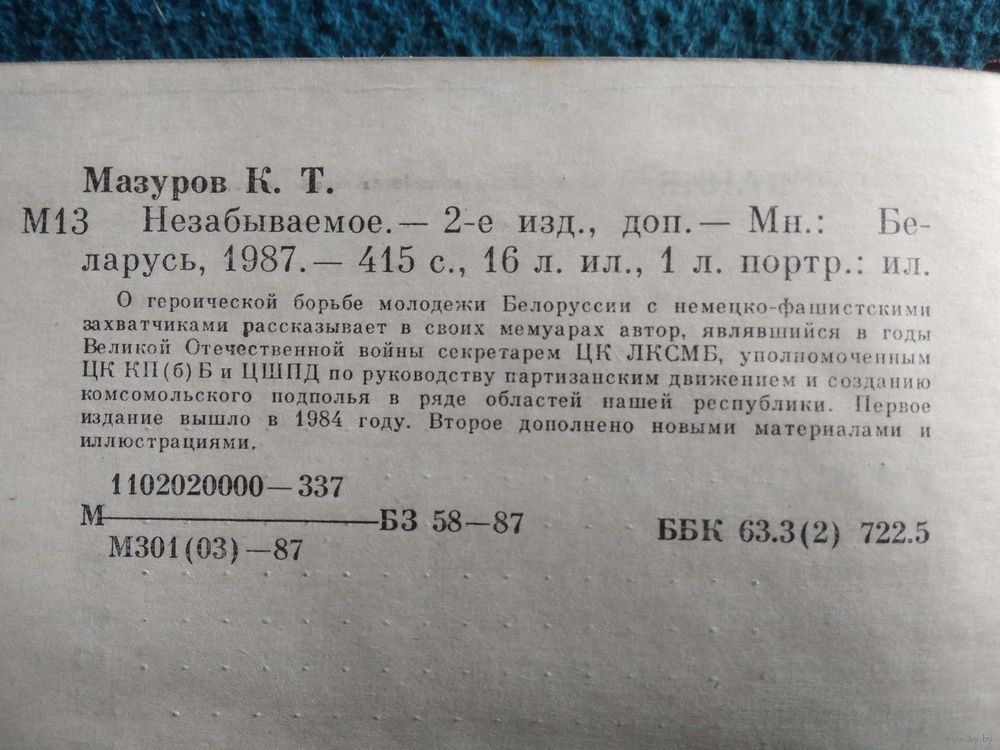 Мазуров К. Т.
М13 Незабываемое.— 2-е изд., доп.— Мн.: Бе-
ларусь, 1987.— 415 с., 16 л. ил., 1 л. портр.: ил.
О героической борьбе молодежи Белоруссии с немецко-фашистскими
захватчиками рассказывает в своих мемуарах автор, являвшийся в годы
Великой Отечественной войны секретарем ЦК ЛКСМБ, уполномоченным
ЦК КП(б)Б и ЦШПД по руководству партизанским движением и созданию
комсомольского подполья в ряде областей нашей республики. Первое
издание вышло в 1984 году. Второе дополнено новыми материалами и
иллюстрациями.
1102020000—337
М————БЗ 58—87
М301(03)—87
ББК 63.3(2) 722.5
www.ay.by